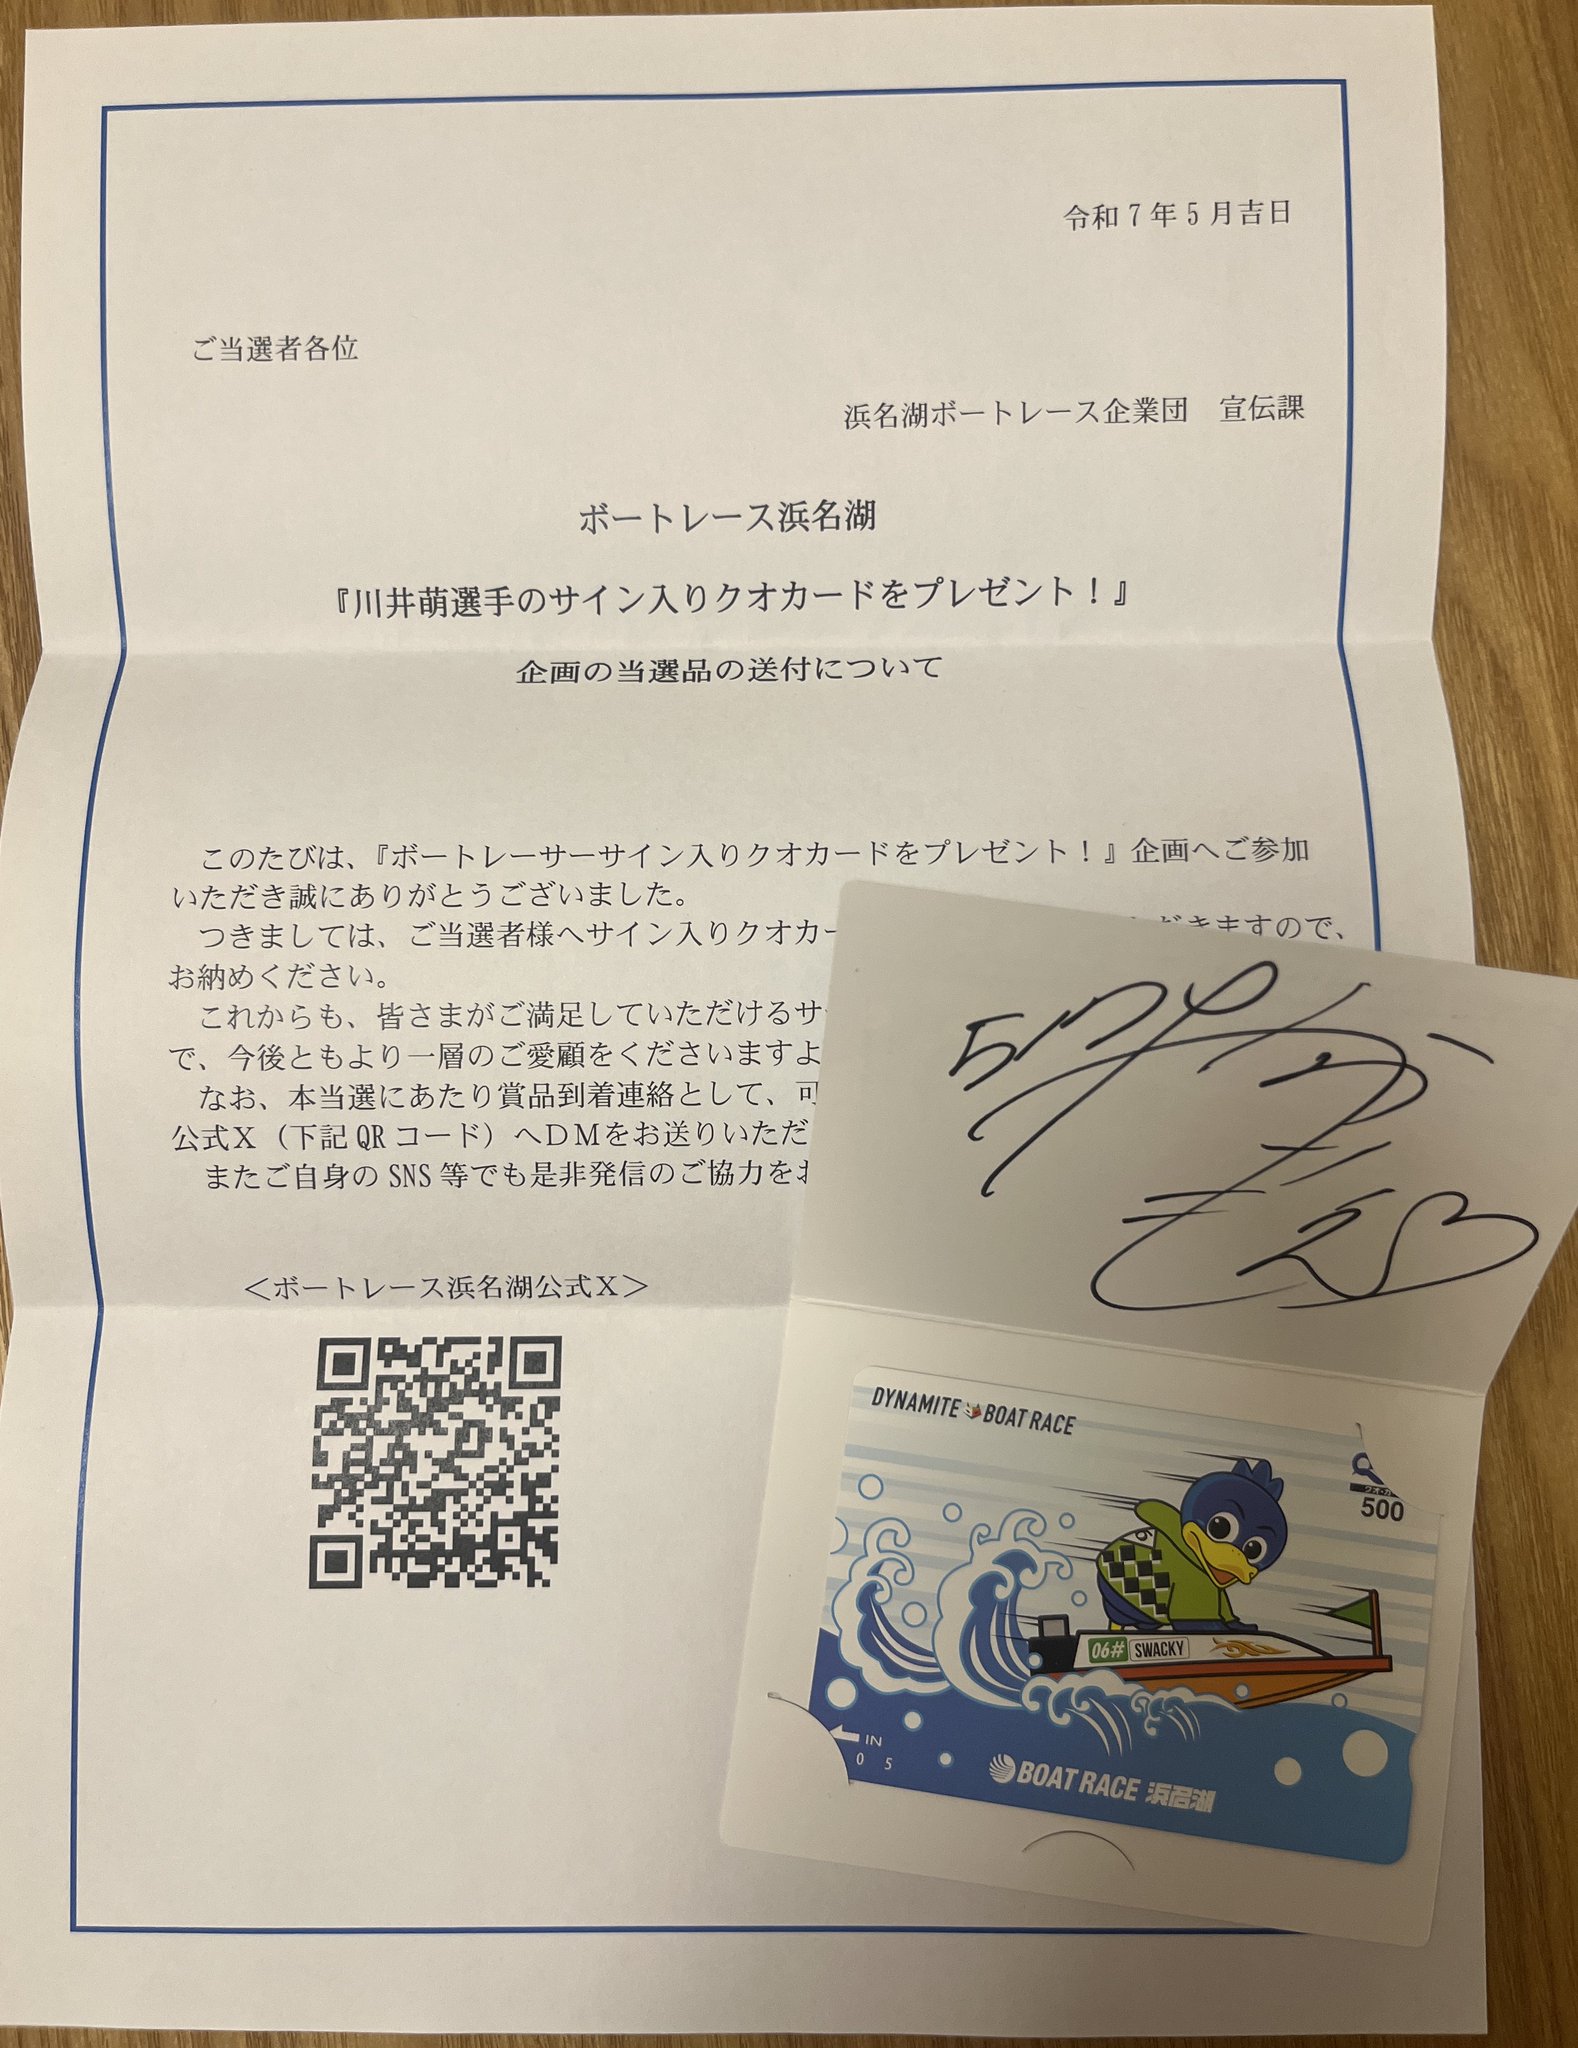 令和7年5月吉日
ご当選者各位
浜名湖ボートレース企業団　宣伝課
ボートレース浜名湖
『川井萌選手のサイン入りクオカードをプレゼント！』
企画の当選品の送付について
このたびは、『ボートレーサーサイン入りクオカードをプレゼント！』企画へご参加
いただき誠にありがとうございました。
つきましては、ご当選者様へサイン入りクオカー だきますので、
お納めください。
これからも、皆さまがご満足していただけるサ
で、今後ともより一層のご愛顧をくださいますよ
なお、本当選にあたり賞品到着連絡として、可
公式Ｘ（下記QRコード）へＤＭをお送りいただ
またご自身のSNS等でも是非発信のご協力をお
＜ボートレース浜名湖公式Ｘ＞
DYNAMITE BOAT RACE
500
06# SWACKY
IN
0 5
BOAT RACE 浜名湖